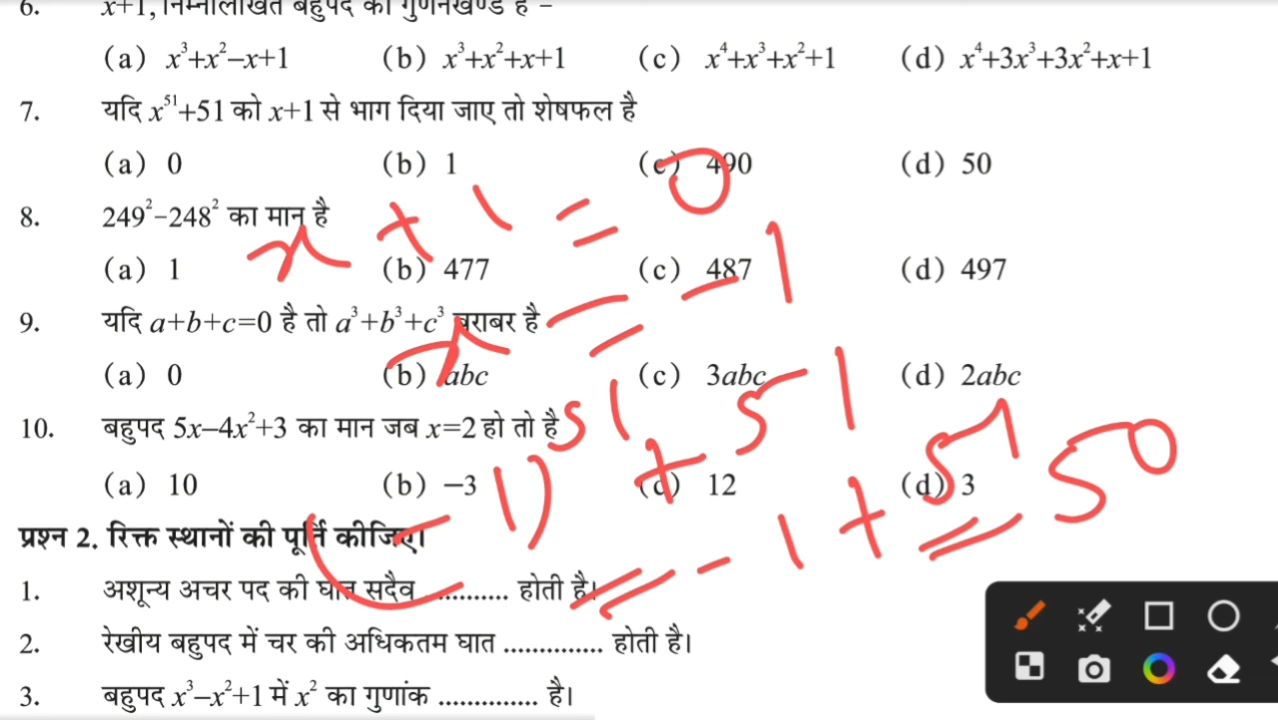 6. x+1, निम्नलिखित बहुपद का गुणनखण्ड है –
(a) x³+x²–x+1 (b) x³+x²+x+1 (c) x⁴+x³+x²+1 (d) x⁴+3x³+3x²+x+1
7. यदि x⁵¹+51 को x+1 से भाग दिया जाए तो शेषफल है
(a) 0 (b) 1 (c) 490 (d) 50
8. 249²–248² का मान है
x + 1 = 0
(a) 1 (b) 477 (c) 487 (d) 497
x = –1
9. यदि a+b+c=0 है तो a³+b³+c³ बराबर है
(a) 0 (b) abc (c) 3abc (d) 2abc
10. बहुपद 5x–4x²+3 का मान जब x=2 हो तो है
(–1)⁵¹ + 51
(a) 10 (b) –3 (c) 12 (d) 3
= –1 + 51 = 50
प्रश्न 2. रिक्त स्थानों की पूर्ति कीजिए।
1. अशून्य अचर पद की घात सदैव ............ होती है।
2. रेखीय बहुपद में चर की अधिकतम घात .............. होती है।
3. बहुपद x³–x²+1 में x² का गुणांक .............. है।